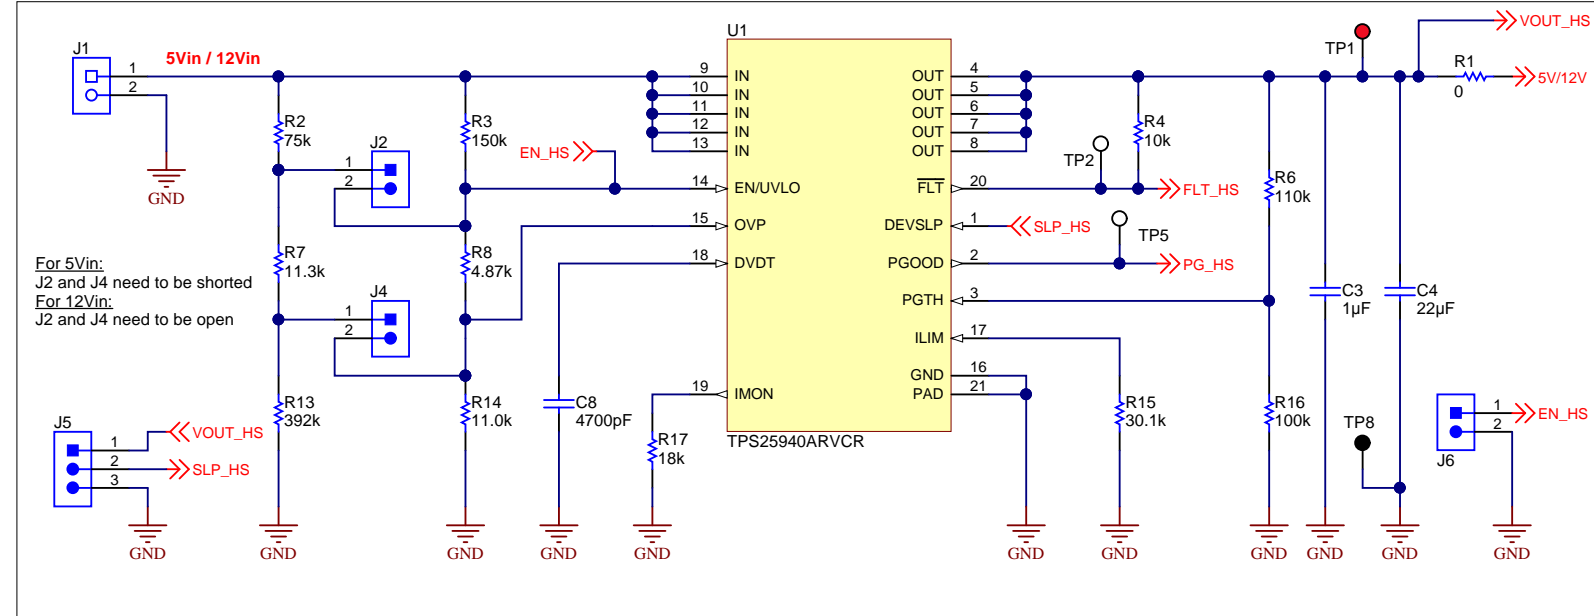 J1
1
2
GND
5Vin / 12Vin
R2
75k
J2
1
2
R3
150k
EN_HS
R7
11.3k
R8
4.87k
J4
1
2
For 5Vin:
J2 and J4 need to be shorted
For 12Vin:
J2 and J4 need to be open
R13
392k
R14
11.0k
J5
1
2
3
VOUT_HS
SLP_HS
GND
GND
GND
C8
4700pF
GND
R17
18k
GND
U1
9 IN
10 IN
11 IN
12 IN
13 IN
14 EN/UVLO
15 OVP
18 DVDT
19 IMON
OUT 4
OUT 5
OUT 6
OUT 7
OUT 8
FLT 20
DEVSLP 1
PGOOD 2
PGTH 3
ILIM 17
GND 16
PAD 21
TPS25940ARVCR
GND
TP2
R4
10k
FLT_HS
SLP_HS
TP5
PG_HS
R15
30.1k
GND
R6
110k
R16
100k
GND
TP1
C3
1µF
GND
C4
22µF
TP8
GND
VOUT_HS
R1
0
5V/12V
J6
1
2
EN_HS
GND